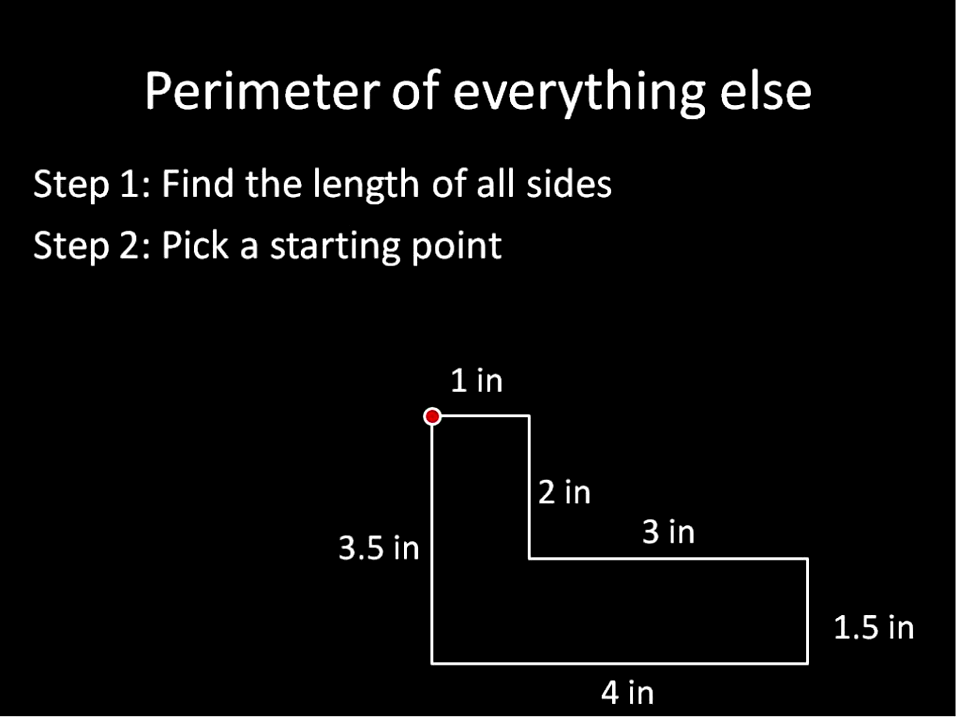 Perimeter of everything else
Step 1: Find the length of all sides
Step 2: Pick a starting point
1 in
2 in
3 in
3.5 in
1.5 in
4 in